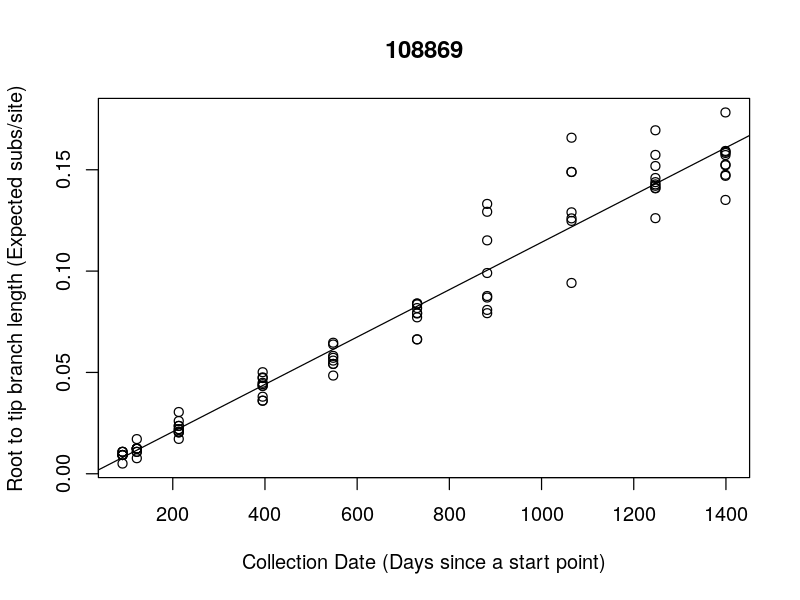 108869
Root to tip branch length (Expected subs/site)
0.15
0.10
0.05
0.00
200 400 600 800 1000 1200 1400
Collection Date (Days since a start point)